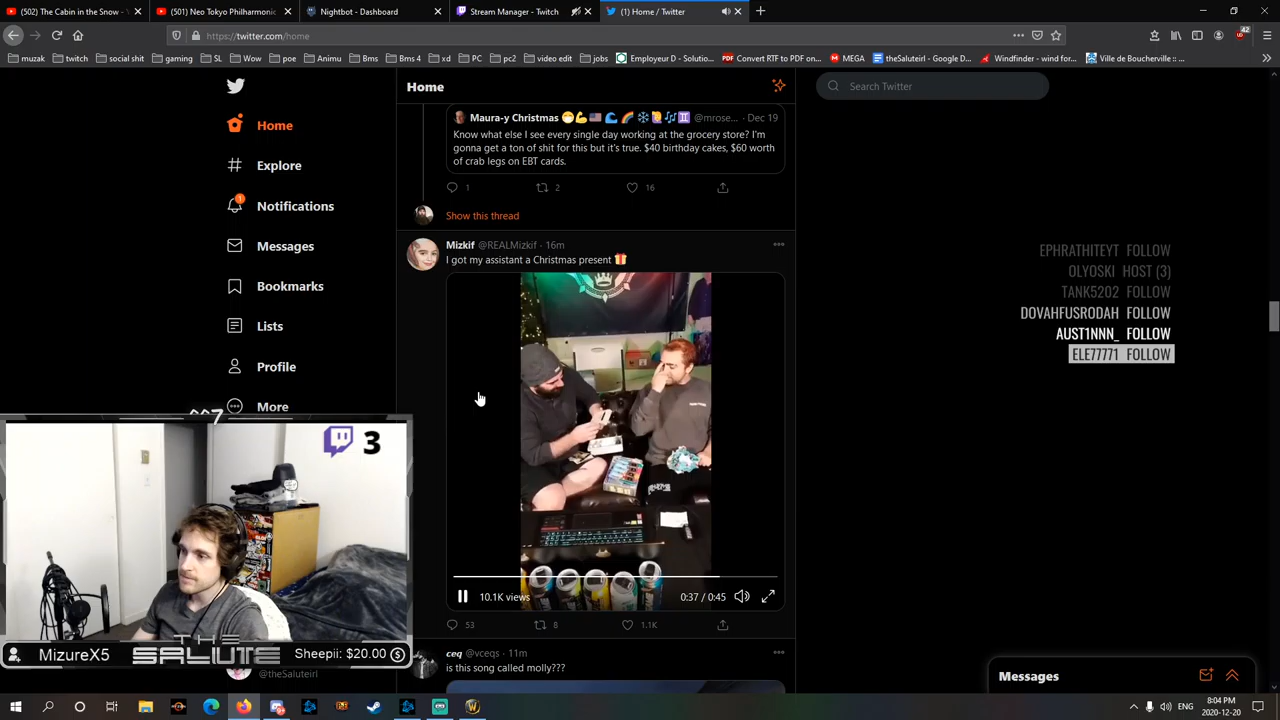 (502) The Cabin in the Snow -
(501) Neo Tokyo Philharmonic
Nightbot - Dashboard
Stream Manager - Twitch
(1) Home / Twitter
https://twitter.com/home
42
muzak
twitch
social shit
gaming
SL
Wow
poe
Animu
Bms
Bms 4
xd
PC
pc2
video edit
jobs
Employeur D - Solutio...
Convert RTF to PDF on...
MEGA
theSaluteirl - Google D...
Windfinder - wind for...
Ville de Boucherville ::...
Home
Explore
1
Notifications
Messages
Bookmarks
Lists
Profile
More
@theSaluteirl
Home
Maura-y Christmas @mrose... · Dec 19
Know what else I see every single day working at the grocery store? I'm
gonna get a ton of shit for this but it's true. $40 birthday cakes, $60 worth
of crab legs on EBT cards.
1 2 16
Show this thread
Mizkif @REALMizkif · 16m
I got my assistant a Christmas present
10.1K views
0:37 / 0:45
53 8 1.1K
ceq @vceqs · 11m
is this song called molly???
Search Twitter
EPHRATHITEYT FOLLOW
OLYOSKI HOST (3)
TANK5202 FOLLOW
DOVAHFUSRODAH FOLLOW
AUST1NNN_ FOLLOW
ELE77771 FOLLOW
3
MizureX5
THE
SALUTE
Sheepii: $20.00
Messages
ENG
8:04 PM
2020-12-20